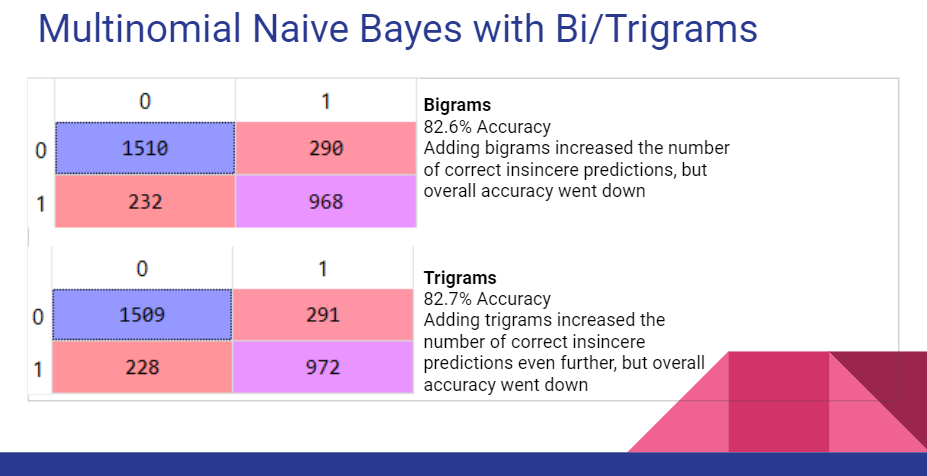 Multinomial Naive Bayes with Bi/Trigrams
0 1
0 1510 290
1 232 968
Bigrams
82.6% Accuracy
Adding bigrams increased the number
of correct insincere predictions, but
overall accuracy went down
0 1
0 1509 291
1 228 972
Trigrams
82.7% Accuracy
Adding trigrams increased the
number of correct insincere
predictions even further, but overall
accuracy went down